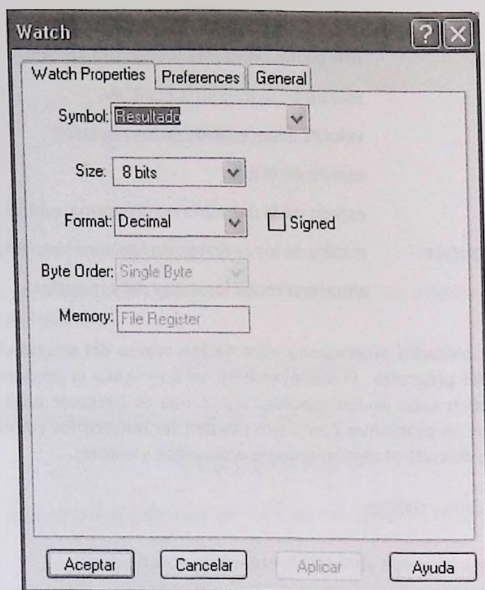 Watch
Watch Properties Preferences General
Symbol: Resultado
Size: 8 bits
Format: Decimal Signed
Byte Order: Single Byte
Memory: File Register
Aceptar Cancelar Aplicar Ayuda